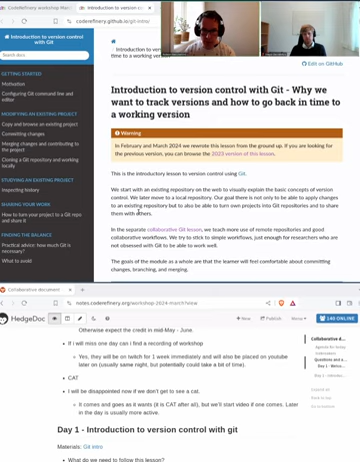 CodeRefinery workshop Mar
Introduction to version con
coderefinery.github.io/git-intro/
Introduction to version control with Git
Search docs
GETTING STARTED
Motivation
Configuring Git command line and editor
MODIFYING AN EXISTING PROJECT
Copy and browse an existing project
Committing changes
Merging changes and contributing to the project
Cloning a Git repository and working locally
STUDYING AN EXISTING PROJECT
Inspecting history
SHARING YOUR WORK
How to turn your project to a Git repo and share it
FINDING THE BALANCE
Practical advice: how much Git is necessary?
What to avoid
Edit on GitHub
Introduction to version control with Git - Why we
want to track versions and how to go back in time to
a working version
Warning
In February and March 2024 we rewrote this lesson from the ground up. If you are looking
for the previous version, you can browse the 2023 version of this lesson.
This is the introductory lesson to version control using Git.
We start with an existing repository on the web to visually explain the basic concepts of version
control. We later move to a local repository. Our goal there is not only to be able to apply changes
to an existing repository but to also be able to turn own projects into Git repositories and to share
them with others.
In the separate collaborative Git lesson, we teach more use of remote repositories and good
collaborative workflows. We try to stick to simple workflows, just enough for researchers who are
not obsessed with Git to be able to work well.
The goals of the module as a whole are that the learner will feel comfortable about committing
changes, branching, and merging.
Collaborative document
notes.coderefinery.org/workshop-2024-march?view
HedgeDoc
+ New
Publish
Menu
140 ONLINE
Otherwise expect the credit in mid-May - June.
If I will miss one day can i find a recording of workshop
Yes, they will be on twitch for 1 week immediately and will also be placed on youtube
later on (usually same night, but potentially could take a bit of time).
CAT
I will be disappointed now if we don't get to see a cat.
It comes and goes as it wants (it is CAT after all), but we'll start video if one comes. Later
in the day is usually more active.
Day 1 - Introduction to version control with git
Materials: Git intro
What do we need to follow this lesson?